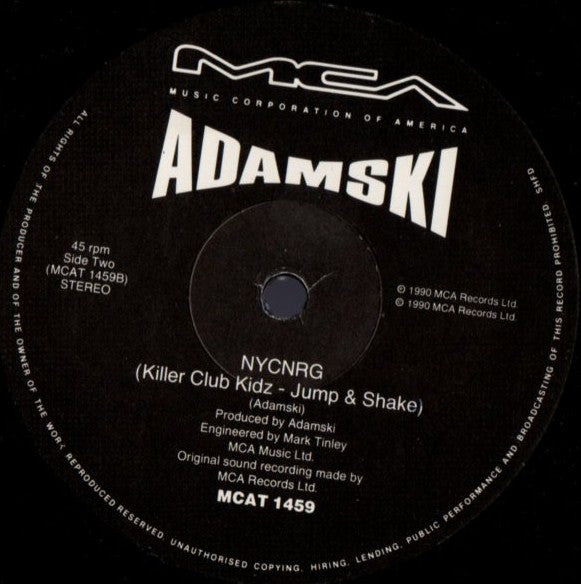 MCA
MUSIC CORPORATION OF AMERICA
ADAMSKI
45 rpm
Side Two
(MCAT 1459B)
STEREO
℗ 1990 MCA Records Ltd.
© 1990 MCA Records Ltd.
NYCNRG
(Killer Club Kidz - Jump & Shake)
(Adamski)
Produced by Adamski
Engineered by Mark Tinley
MCA Music Ltd.
Original sound recording made by
MCA Records Ltd.
MCAT 1459
ALL RIGHTS OF THE PRODUCER AND OF THE OWNER OF THE WORK REPRODUCED RESERVED. UNAUTHORISED COPYING, HIRING, LENDING, PUBLIC PERFORMANCE AND BROADCASTING OF THIS RECORD PROHIBITED. SHFD